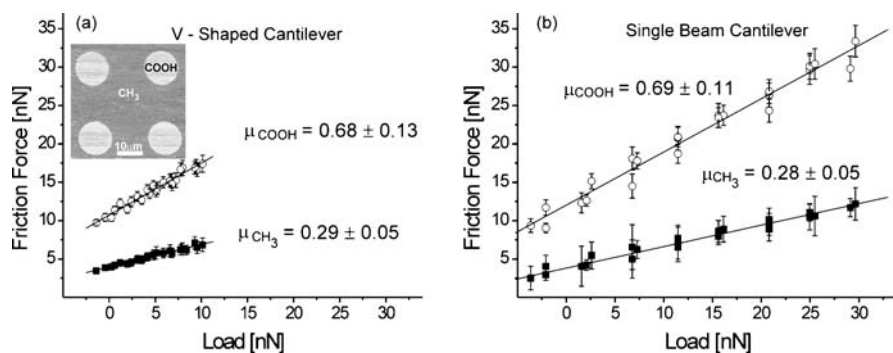 (a)
V - Shaped Cantilever
COOH
CH₃
10μm
μ COOH = 0.68 ± 0.13
μ CH₃ = 0.29 ± 0.05
Friction Force [nN]
35
30
25
20
15
10
5
0 5 10 15 20 25 30
Load [nN]
(b)
Single Beam Cantilever
μCOOH = 0.69 ± 0.11
μCH₃ = 0.28 ± 0.05
Friction Force [nN]
35
30
25
20
15
10
5
0 5 10 15 20 25 30
Load [nN]